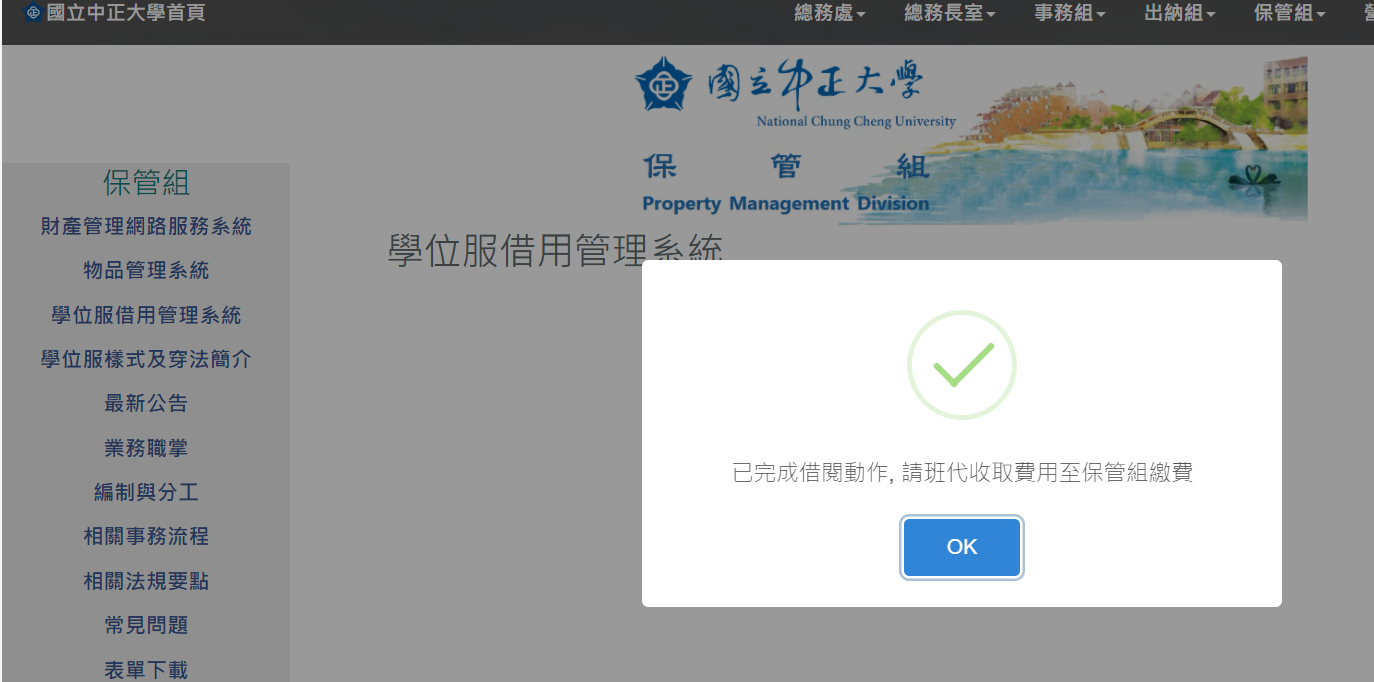 國立中正大學首頁
總務處 總務長室 事務組 出納組 保管組
國立中正大學
National Chung Cheng University
保管組
Property Management Division
保管組
財產管理網路服務系統
物品管理系統
學位服借用管理系統
學位服樣式及穿法簡介
最新公告
業務職掌
編制與分工
相關事務流程
相關法規要點
常見問題
表單下載
學位服借用管理系統
已完成借閱動作, 請班代收取費用至保管組繳費
OK